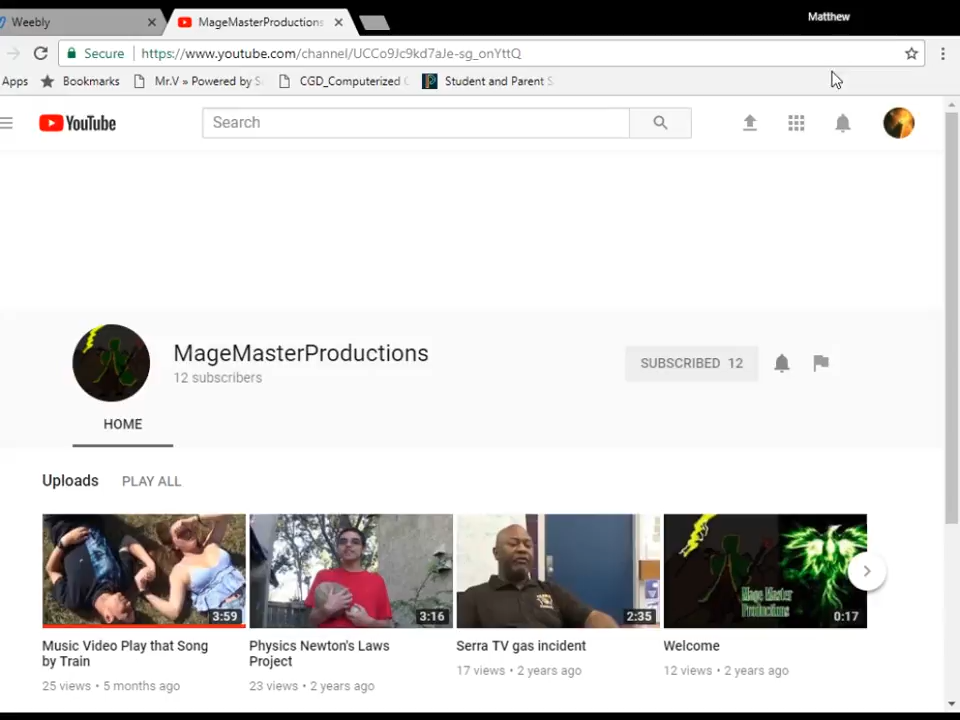 Matthew
Weebly
MageMasterProductions
Secure
https://www.youtube.com/channel/UCCo9Jc9kd7aJe-sg_onYttQ
Apps
Bookmarks
Mr.V » Powered by
CGD_Computerized
Student and Parent S
YouTube
Search
MageMasterProductions
12 subscribers
SUBSCRIBED 12
HOME
Uploads
PLAY ALL
3:59
3:16
2:35
Mage Master
Productions
0:17
Music Video Play that Song
by Train
25 views • 5 months ago
Physics Newton's Laws
Project
23 views • 2 years ago
Serra TV gas incident
17 views • 2 years ago
Welcome
12 views • 2 years ago